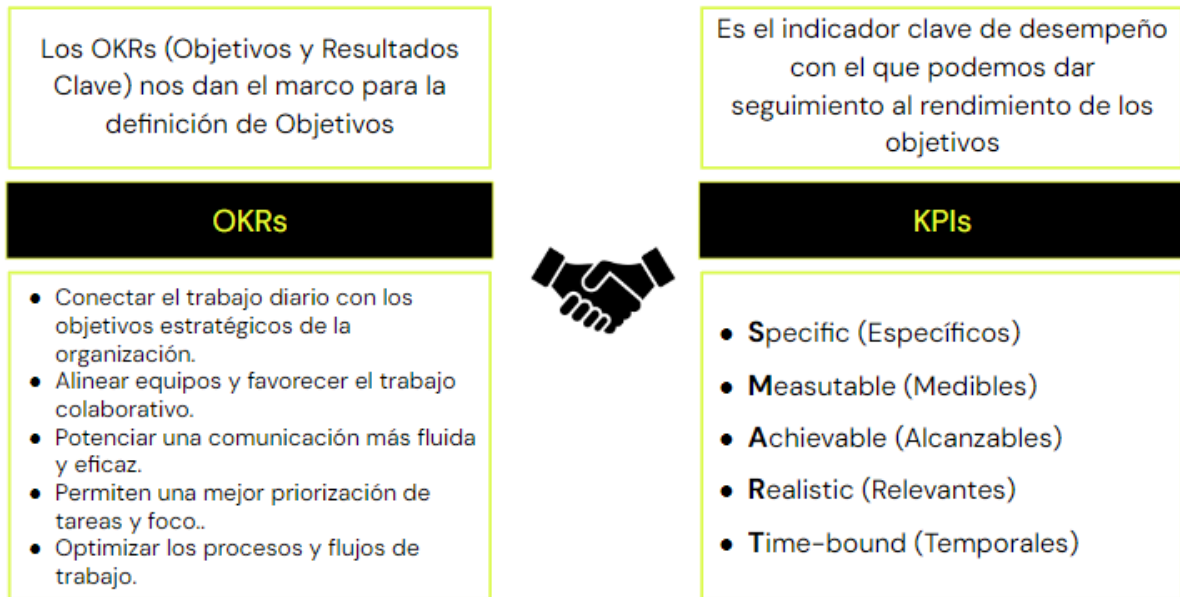 Los OKRs (Objetivos y Resultados
Clave) nos dan el marco para la
definición de Objetivos
OKRs
● Conectar el trabajo diario con los
objetivos estratégicos de la
organización.
● Alinear equipos y favorecer el trabajo
colaborativo.
● Potenciar una comunicación más fluida
y eficaz.
● Permiten una mejor priorización de
tareas y foco..
● Optimizar los procesos y flujos de
trabajo.
Es el indicador clave de desempeño
con el que podemos dar
seguimiento al rendimiento de los
objetivos
KPIs
● Specific (Específicos)
● Measutable (Medibles)
● Achievable (Alcanzables)
● Realistic (Relevantes)
● Time-bound (Temporales)